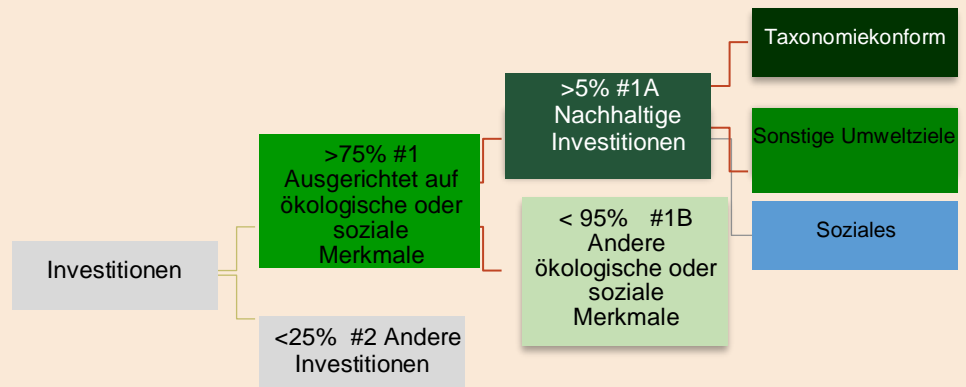 Investitionen
>75% #1
Ausgerichtet auf
ökologische oder
soziale
Merkmale
<25% #2 Andere
Investitionen
>5% #1A
Nachhaltige
Investitionen
< 95% #1B
Andere
ökologische oder
soziale
Merkmale
Taxonomiekonform
Sonstige Umweltziele
Soziales